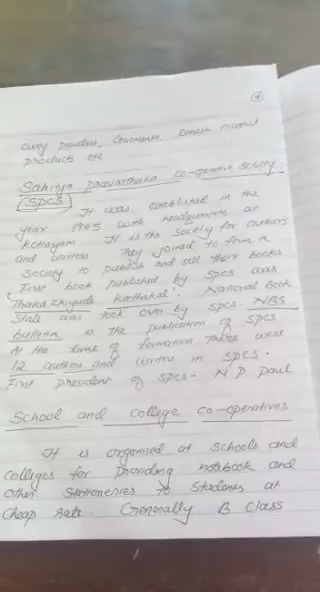 ④
curry powders, Ornaments
products etc
Sahitya pravarthaka co-operative society
(SPCS)
It was established in the
year 1945 with headquarters at
Kottayam It is the society for authors
and writers They joined to form a
society to publish and sell their books
First book published by SPCS was
"Thakazhiyude kathakal". National Book
Stall was took over by SPCS NBS
bulletin is the publication of SPCS
At the time of formation there were
12 authors and writers in SPCS.
First president of SPCS - M P Paul
School and college co-operatives
It is organised at schools and
colleges for providing notebook and
other stationeries to students at
cheap rate. Generally B class